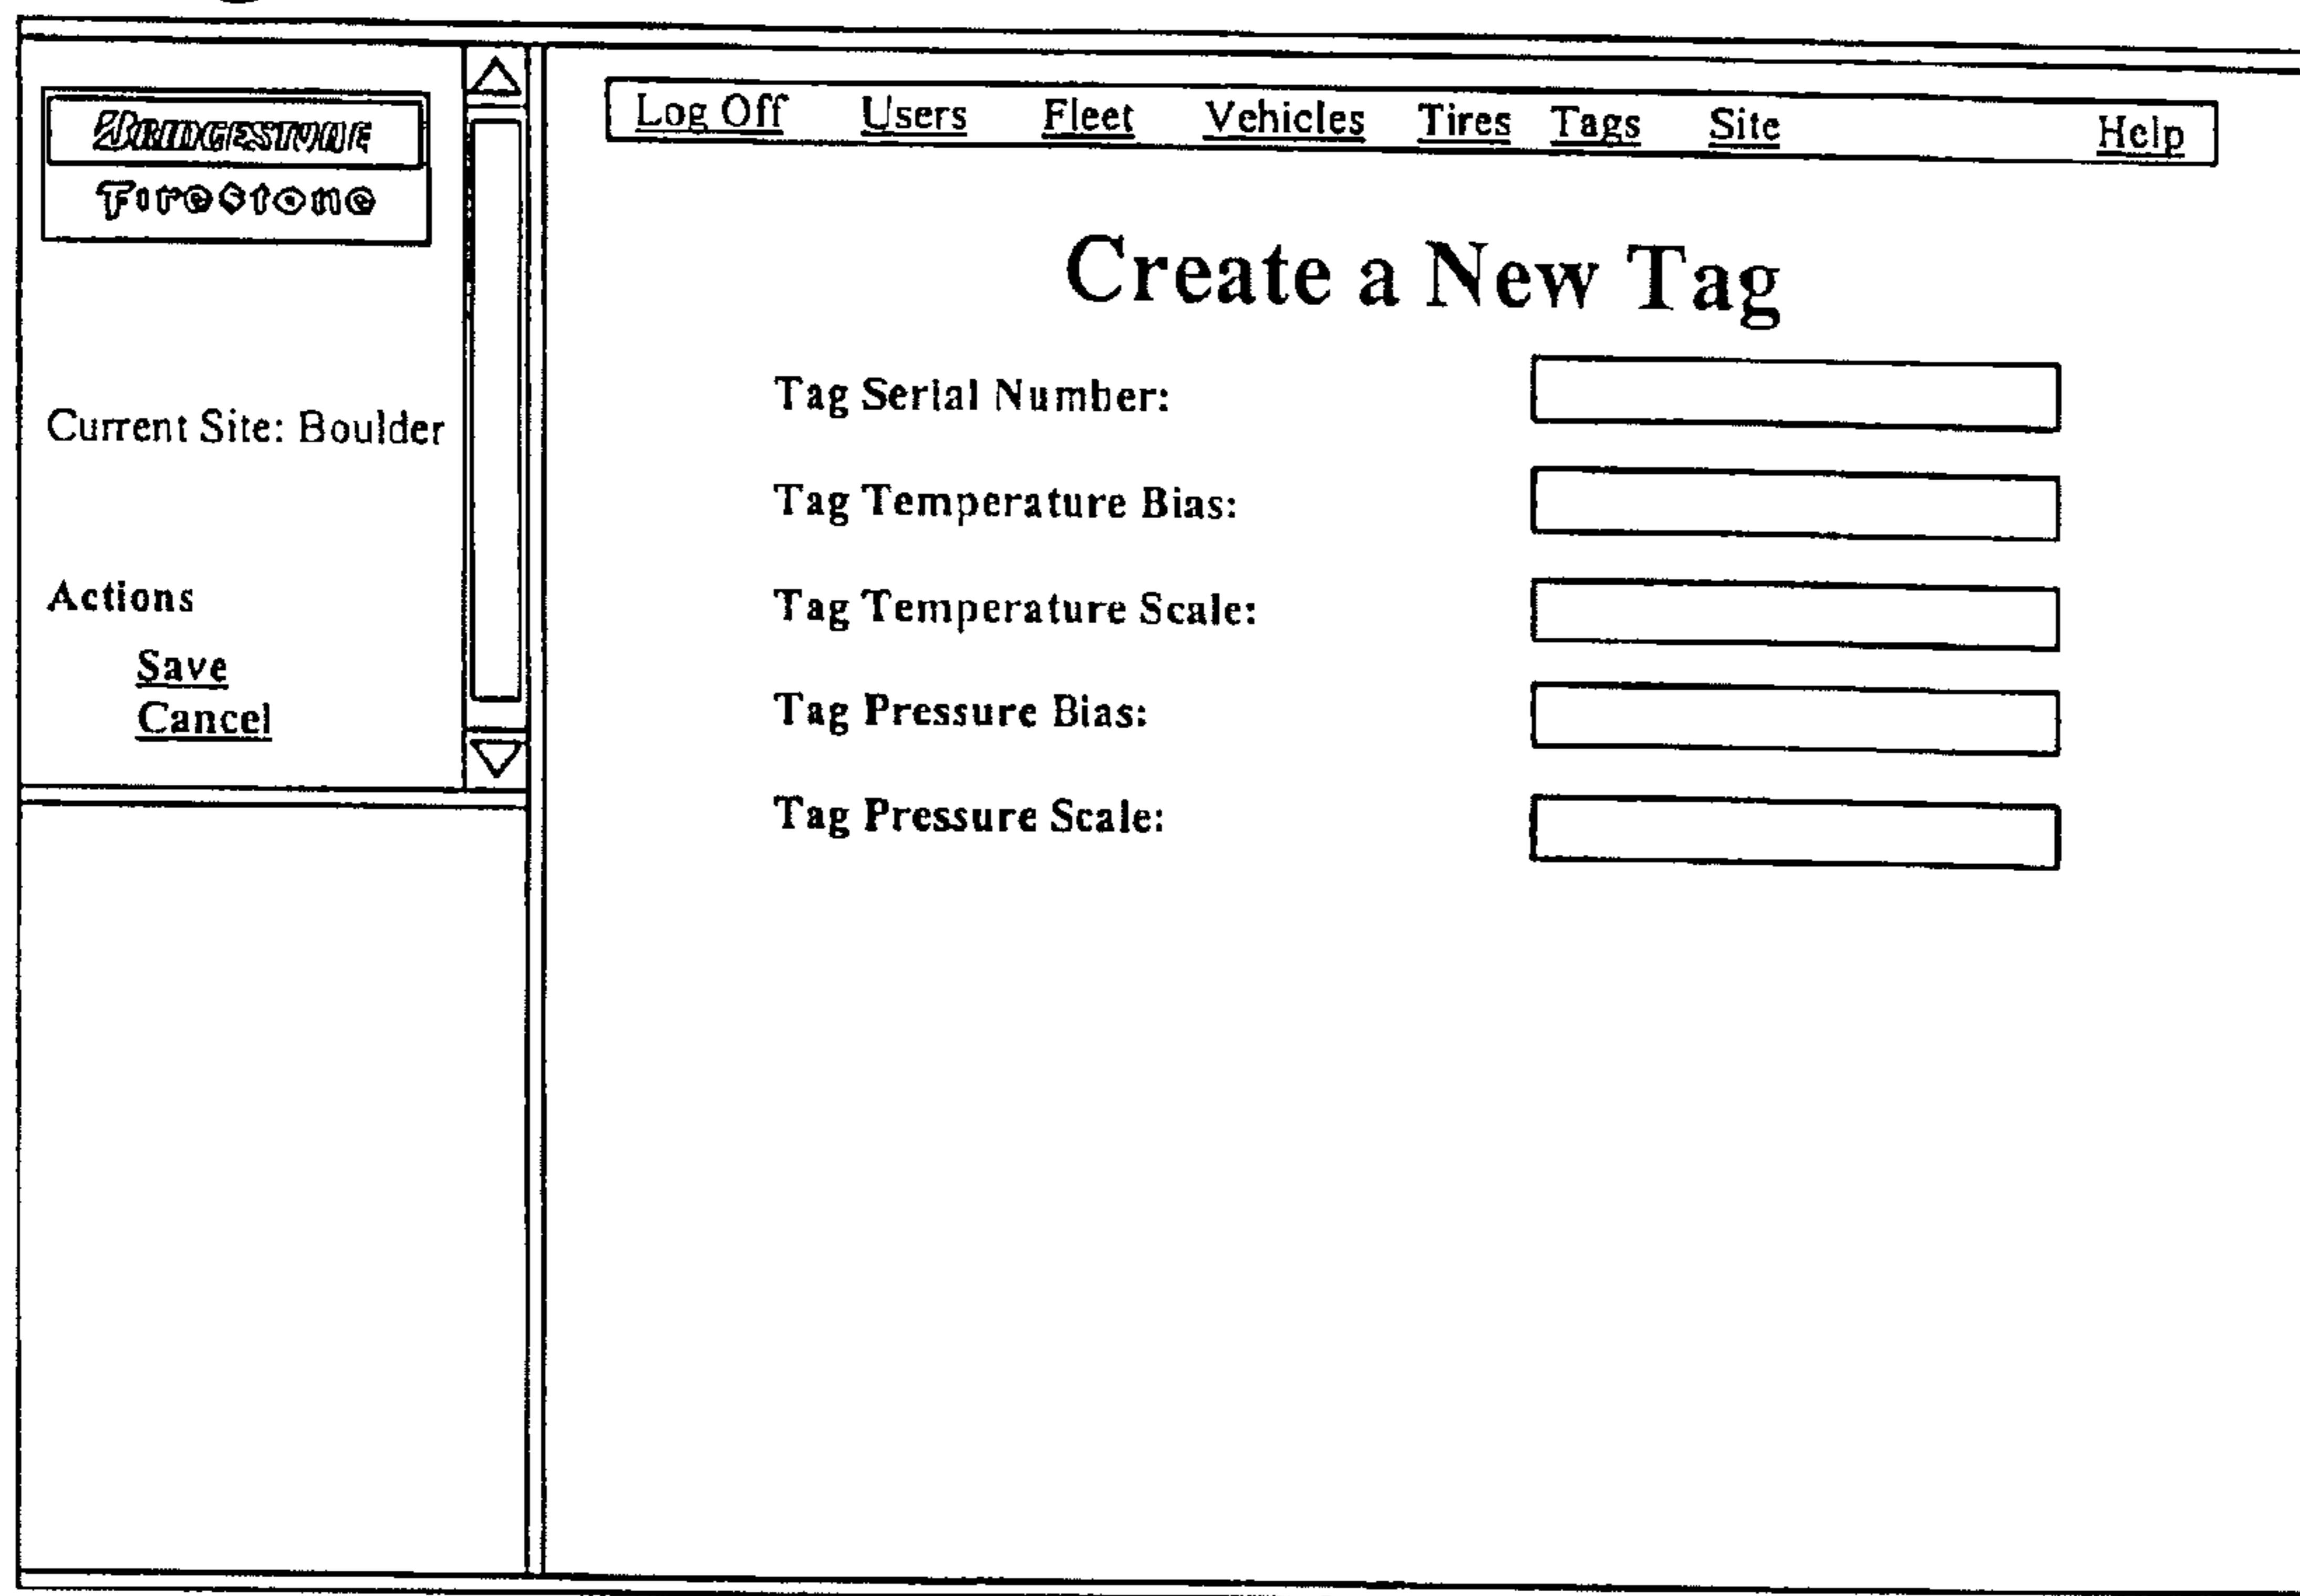 BRIDGESTONE
Firestone
Current Site: Boulder
Actions
Save
Cancel
Log Off Users Fleet Vehicles Tires Tags Site Help
Create a New Tag
Tag Serial Number:
Tag Temperature Bias:
Tag Temperature Scale:
Tag Pressure Bias:
Tag Pressure Scale: